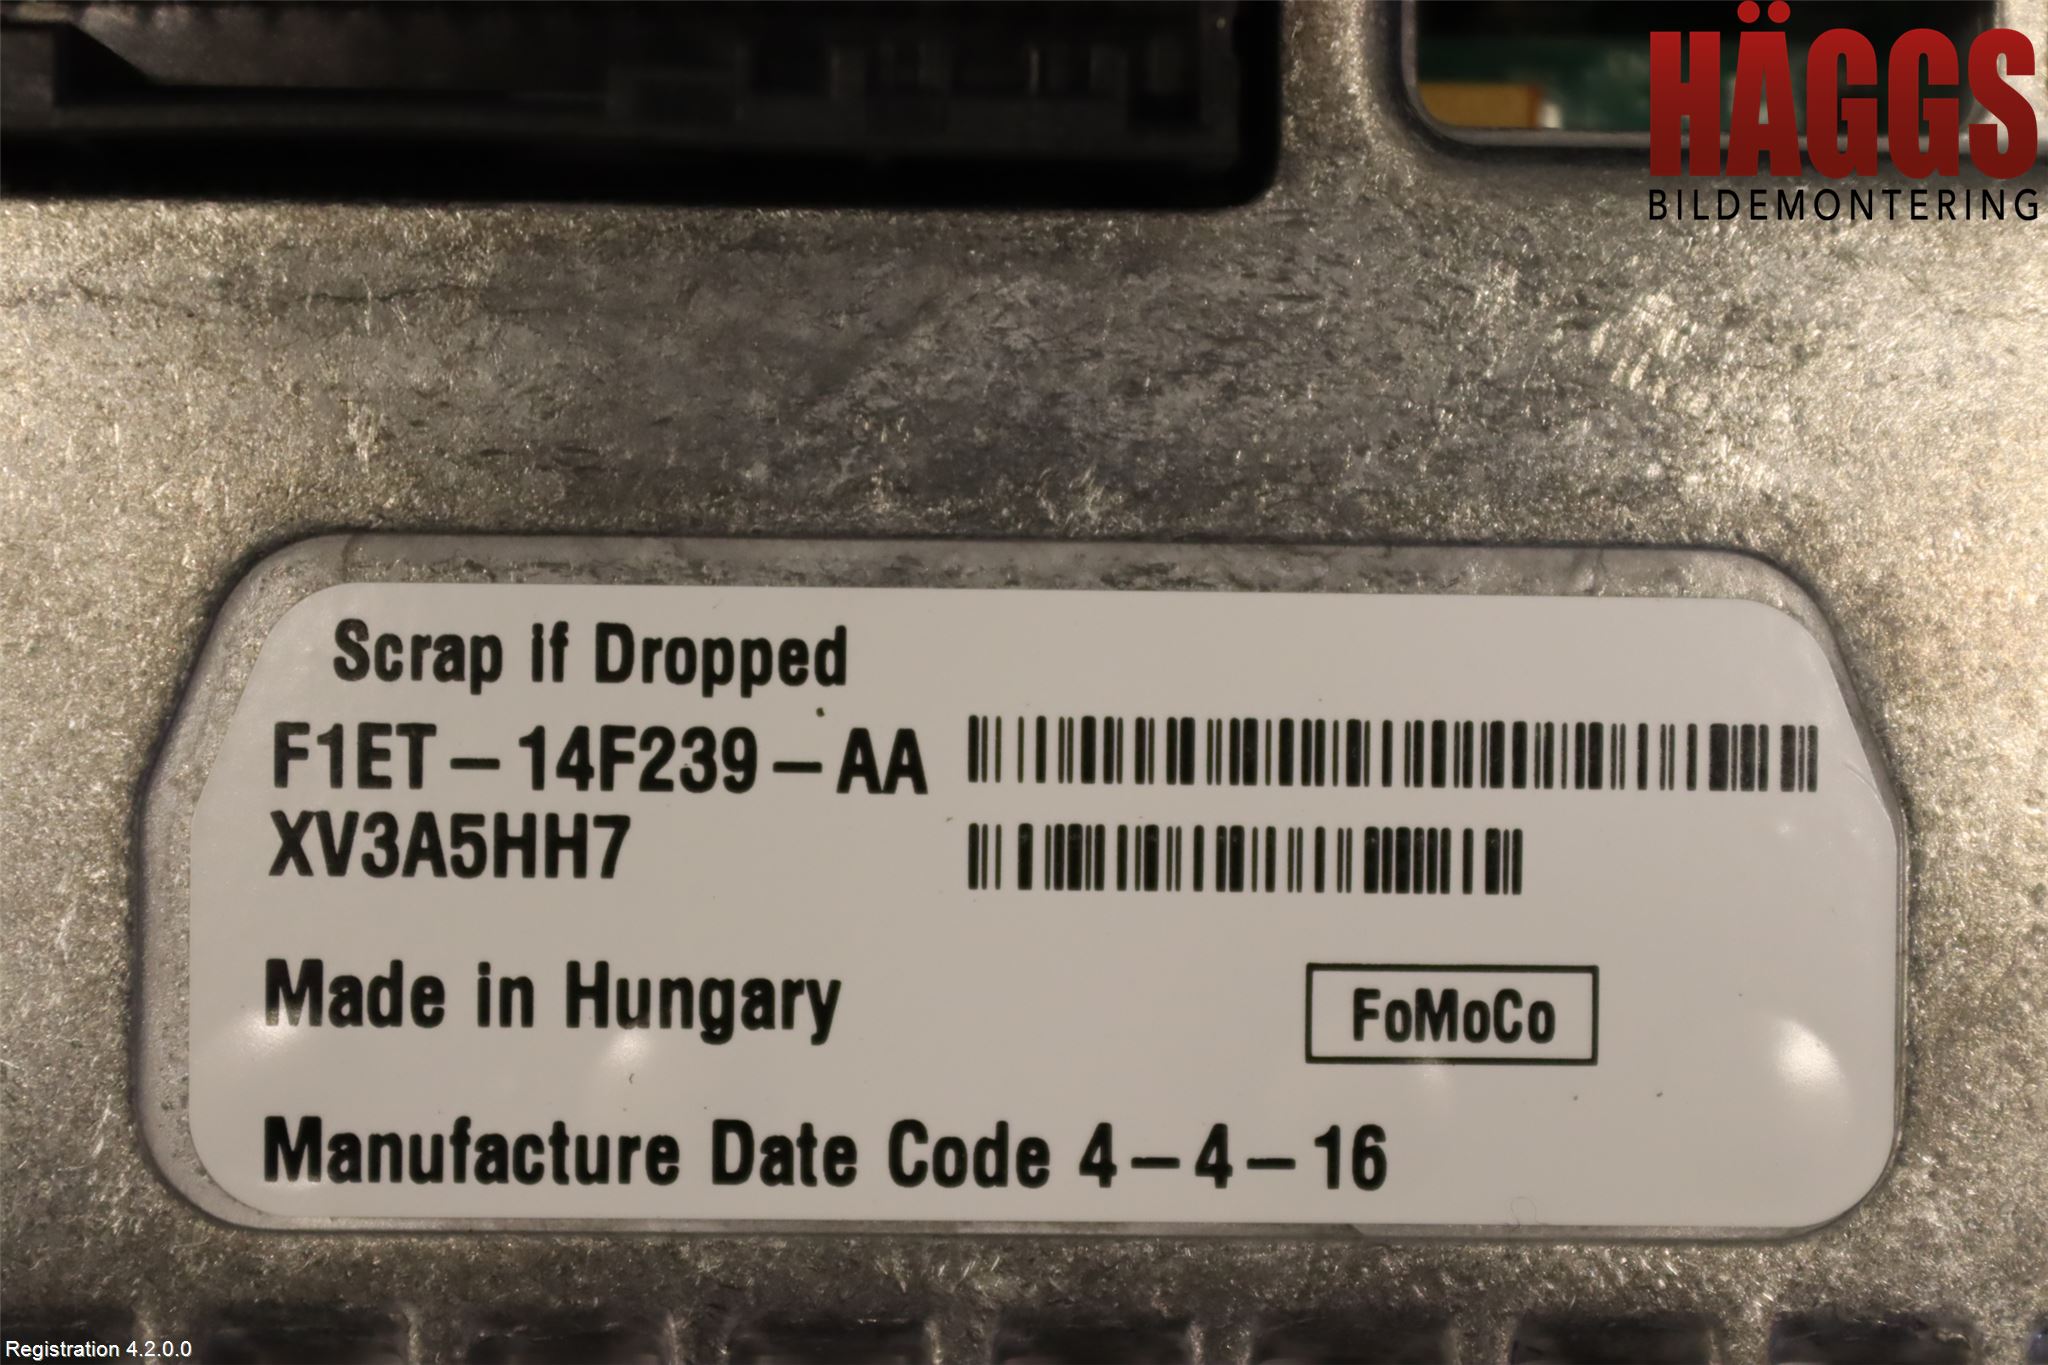 HÄGGS
BILDEMONTERING
Scrap if Dropped
F1ET-14F239-AA
XV3A5HH7
Made in Hungary
FoMoCo
Manufacture Date Code 4-4-16
Registration 4.2.0.0